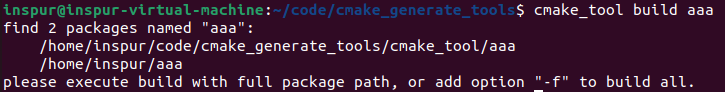 inspur@inspur-virtual-machine:~/code/cmake_generate_tools$ cmake_tool build aaa
find 2 packages named "aaa":
    /home/inspur/code/cmake_generate_tools/cmake_tool/aaa
    /home/inspur/aaa
please execute build with full package path, or add option "-f" to build all.